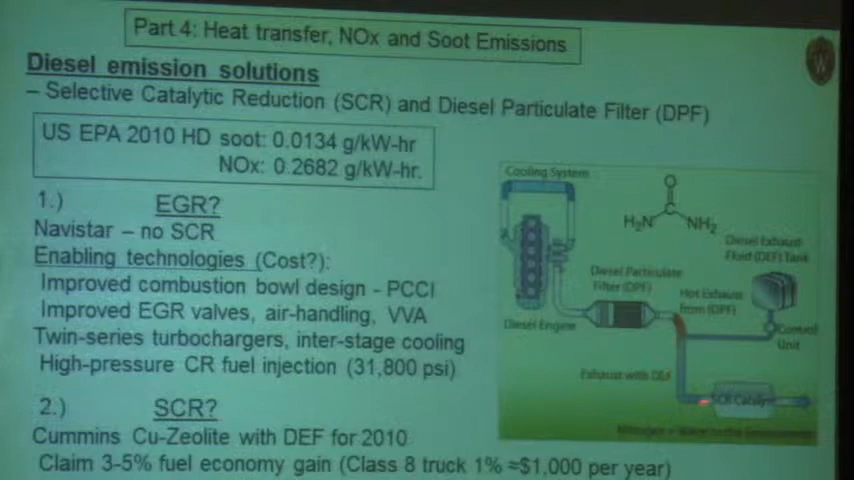 Part 4: Heat transfer, NOx and Soot Emissions
Diesel emission solutions
– Selective Catalytic Reduction (SCR) and Diesel Particulate Filter (DPF)
US EPA 2010 HD soot: 0.0134 g/kW-hr
NOx: 0.2682 g/kW-hr.
1.) EGR?
Navistar – no SCR
Enabling technologies (Cost?):
Improved combustion bowl design - PCCI
Improved EGR valves, air-handling, VVA
Twin-series turbochargers, inter-stage cooling
High-pressure CR fuel injection (31,800 psi)
2.) SCR?
Cummins Cu-Zeolite with DEF for 2010
Claim 3-5% fuel economy gain (Class 8 truck 1% ≈$1,000 per year)
W
Cooling System
O
C
H2N NH2
Diesel Exhaust
Fluid (DEF) Tank
Diesel Particulate
Filter (DPF)
Hot Exhaust
from (DPF)
Diesel Engine
Control
Unit
Exhaust with DEF
SCR Catalyst